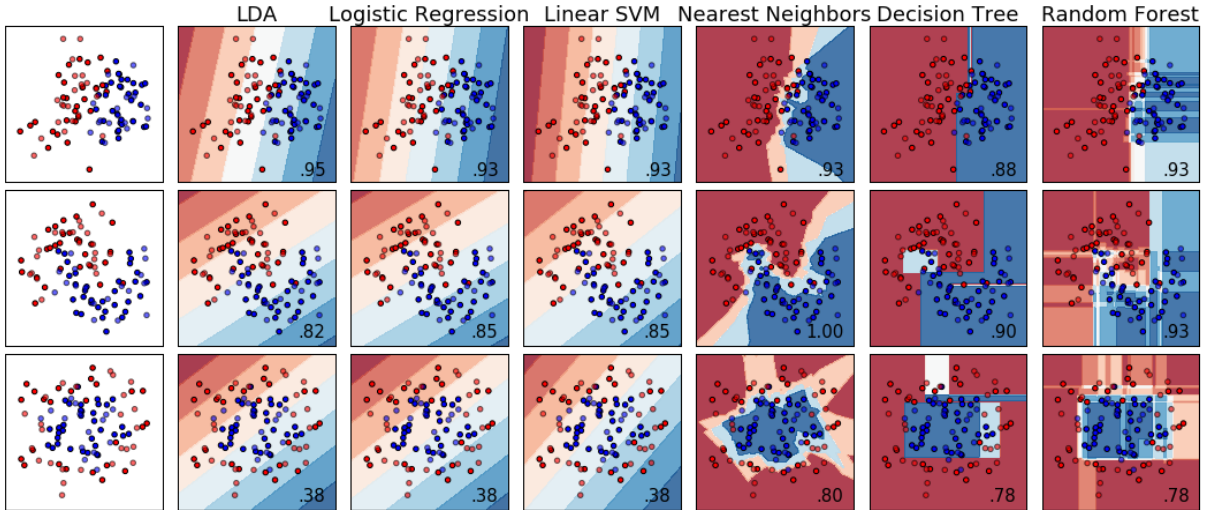 LDA Logistic Regression Linear SVM Nearest Neighbors Decision Tree Random Forest
.95 .93 .93 .93 .88 .93
.82 .85 .85 1.00 .90 .93
.38 .38 .38 .80 .78 .78